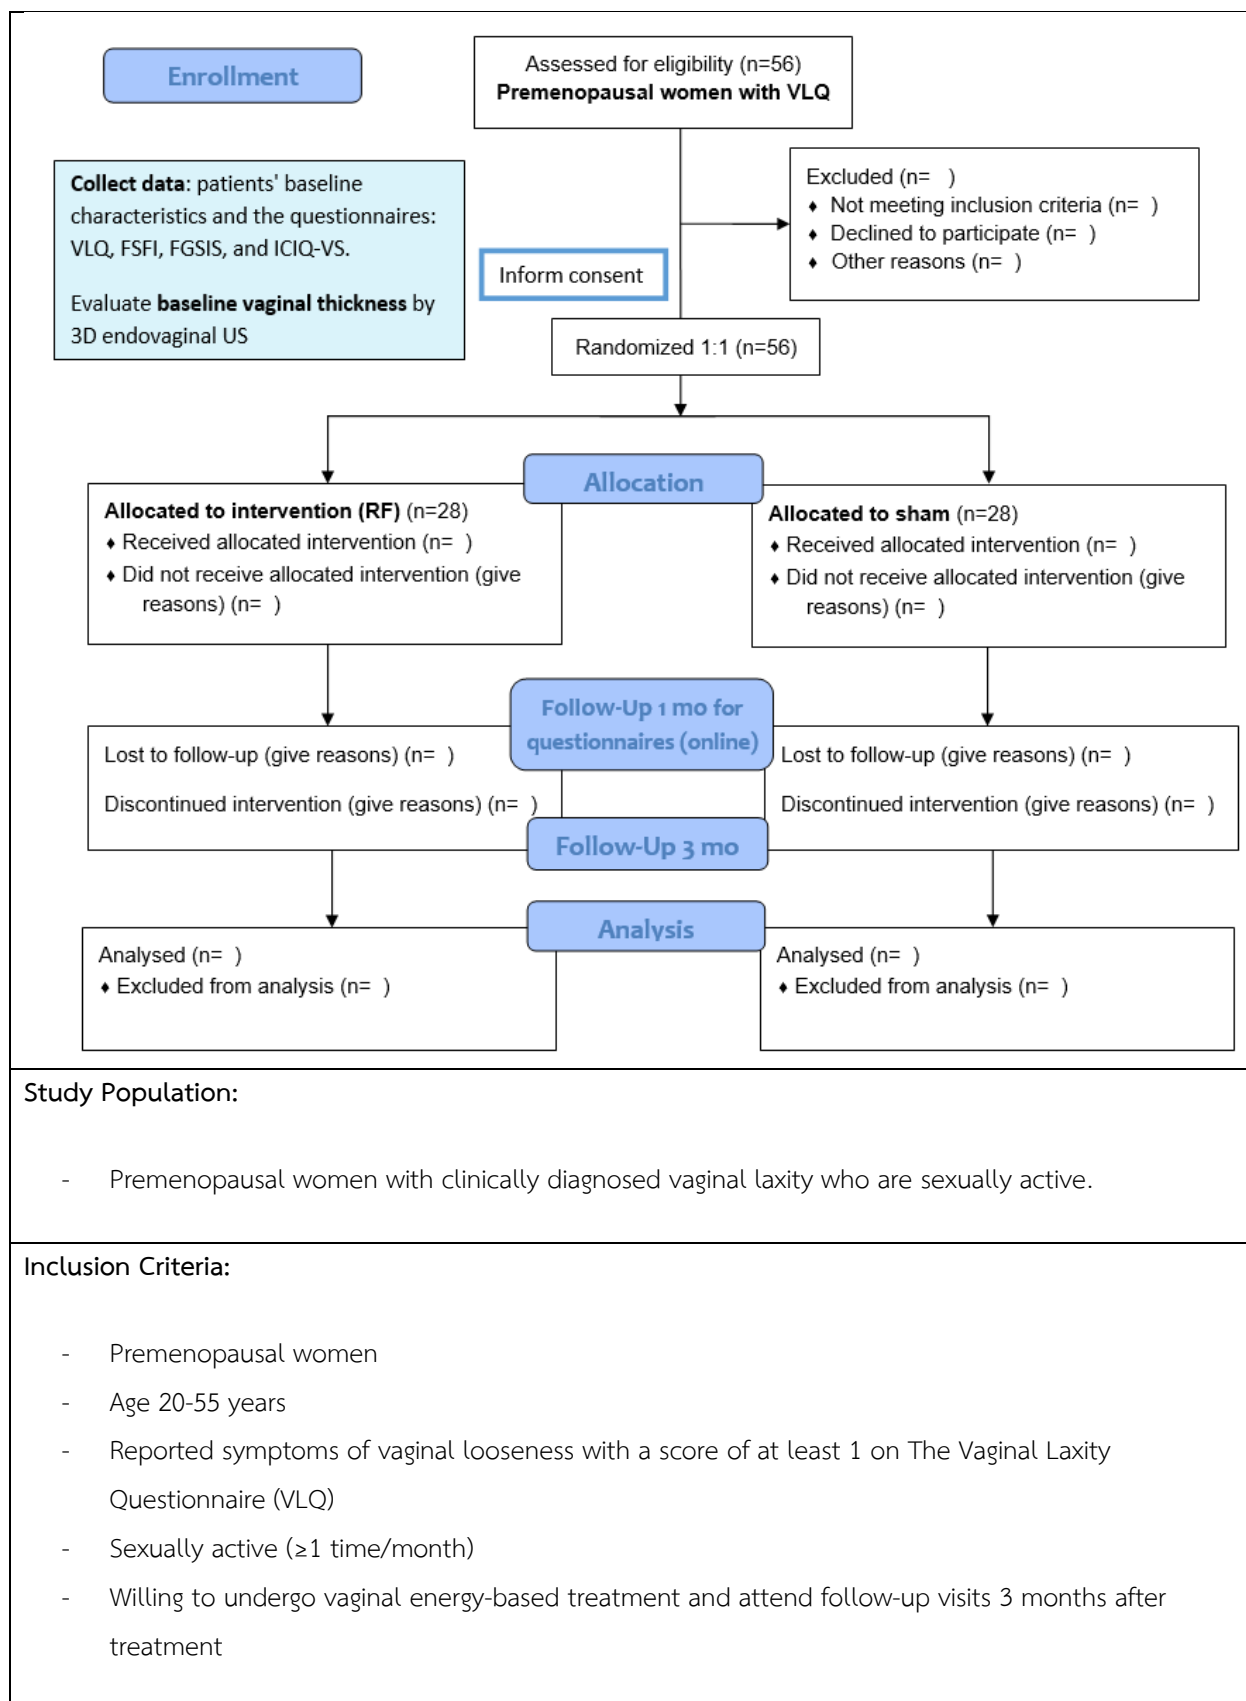 Enrollment
Assessed for eligibility (n=56)
Premenopausal women with VLQ
Collect data: patients' baseline
characteristics and the questionnaires:
VLQ, FSFI, FGSIS, and ICIQ-VS.
Evaluate baseline vaginal thickness by
3D endovaginal US
Excluded (n=  )
♦ Not meeting inclusion criteria (n=  )
♦ Declined to participate (n=  )
♦ Other reasons (n=  )
Inform consent
Randomized 1:1 (n=56)
Allocation
Allocated to intervention (RF) (n=28)
♦ Received allocated intervention (n=  )
♦ Did not receive allocated intervention (give
reasons) (n=  )
Allocated to sham (n=28)
♦ Received allocated intervention (n=  )
♦ Did not receive allocated intervention (give
reasons) (n=  )
Follow-Up 1 mo for
questionnaires (online)
Lost to follow-up (give reasons) (n=  )
Discontinued intervention (give reasons) (n=  )
Lost to follow-up (give reasons) (n=  )
Discontinued intervention (give reasons) (n=  )
Follow-Up 3 mo
Analysis
Analysed (n=  )
♦ Excluded from analysis (n=  )
Analysed (n=  )
♦ Excluded from analysis (n=  )
Study Population:
- Premenopausal women with clinically diagnosed vaginal laxity who are sexually active.
Inclusion Criteria:
- Premenopausal women
- Age 20-55 years
- Reported symptoms of vaginal looseness with a score of at least 1 on The Vaginal Laxity
Questionnaire (VLQ)
- Sexually active (≥1 time/month)
- Willing to undergo vaginal energy-based treatment and attend follow-up visits 3 months after
treatment